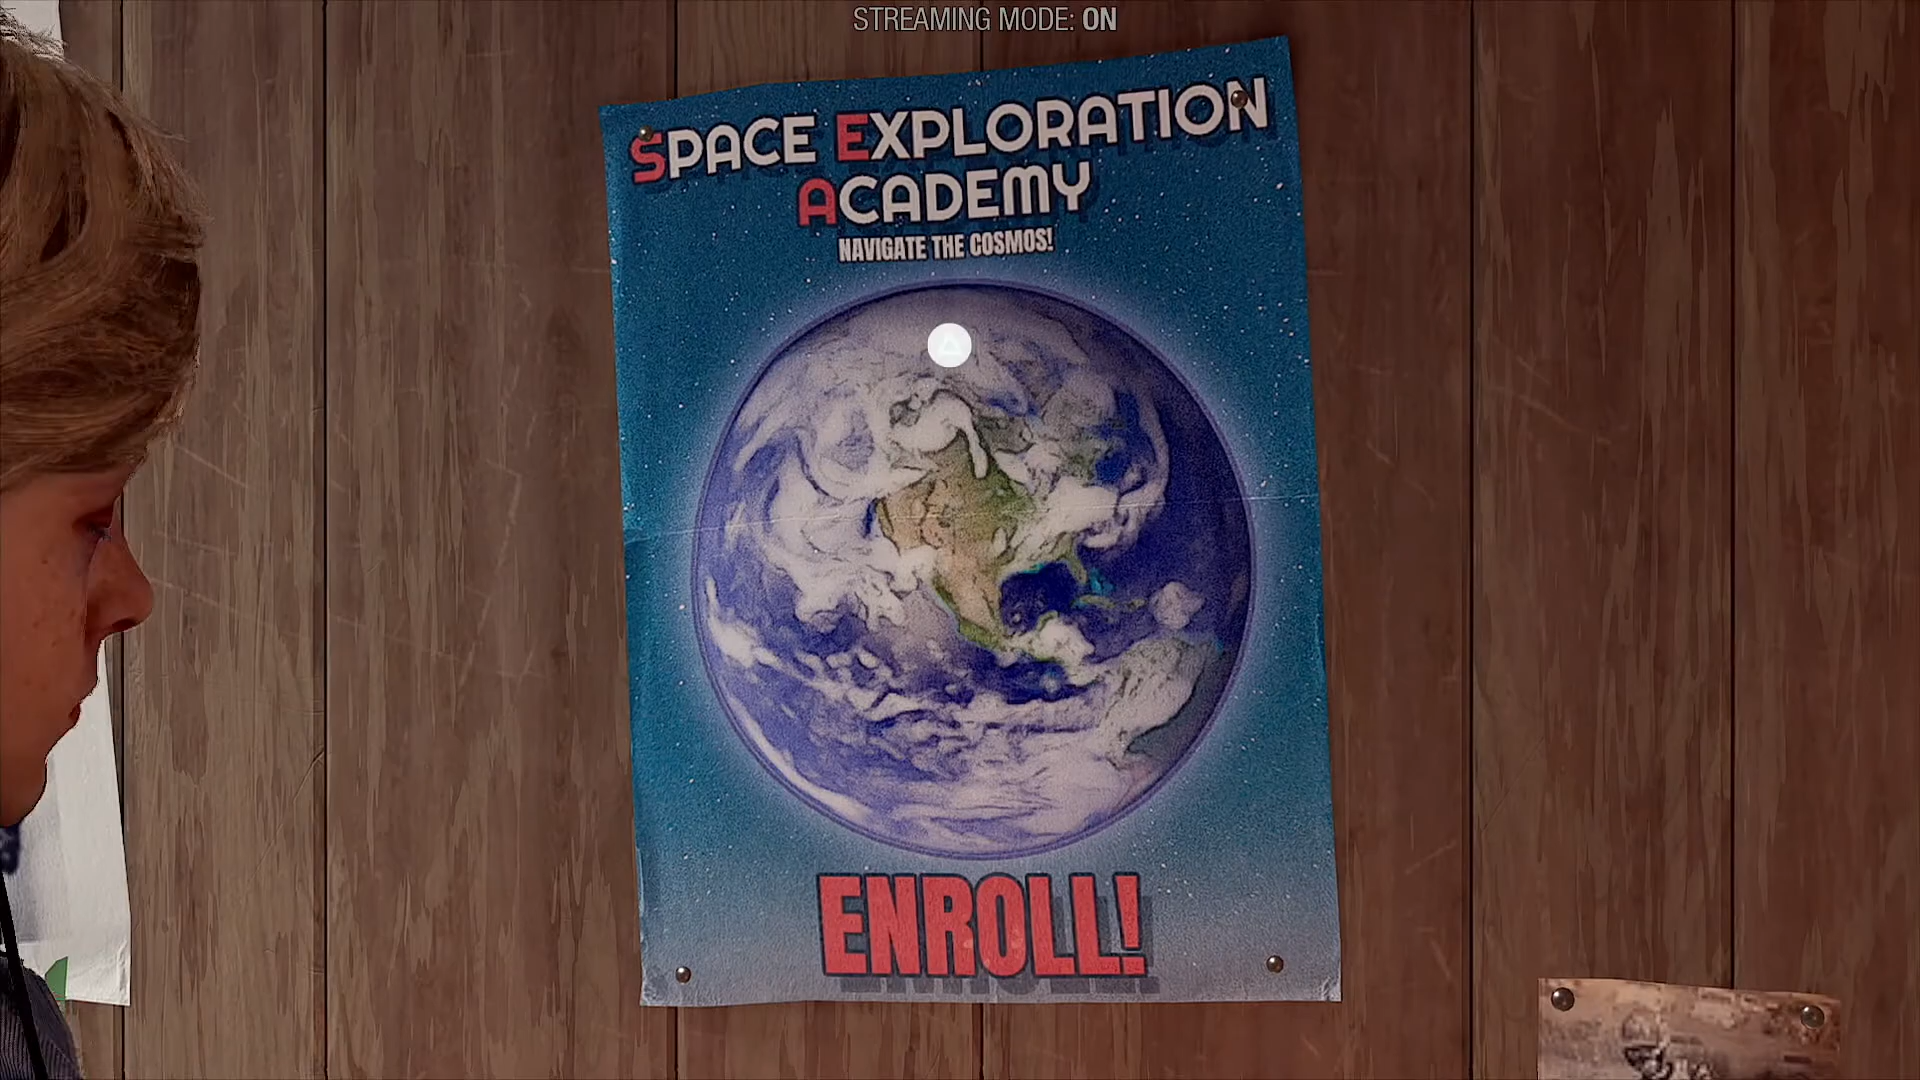 STREAMING MODE: ON
SPACE EXPLORATION
ACADEMY
NAVIGATE THE COSMOS!
ENROLL!